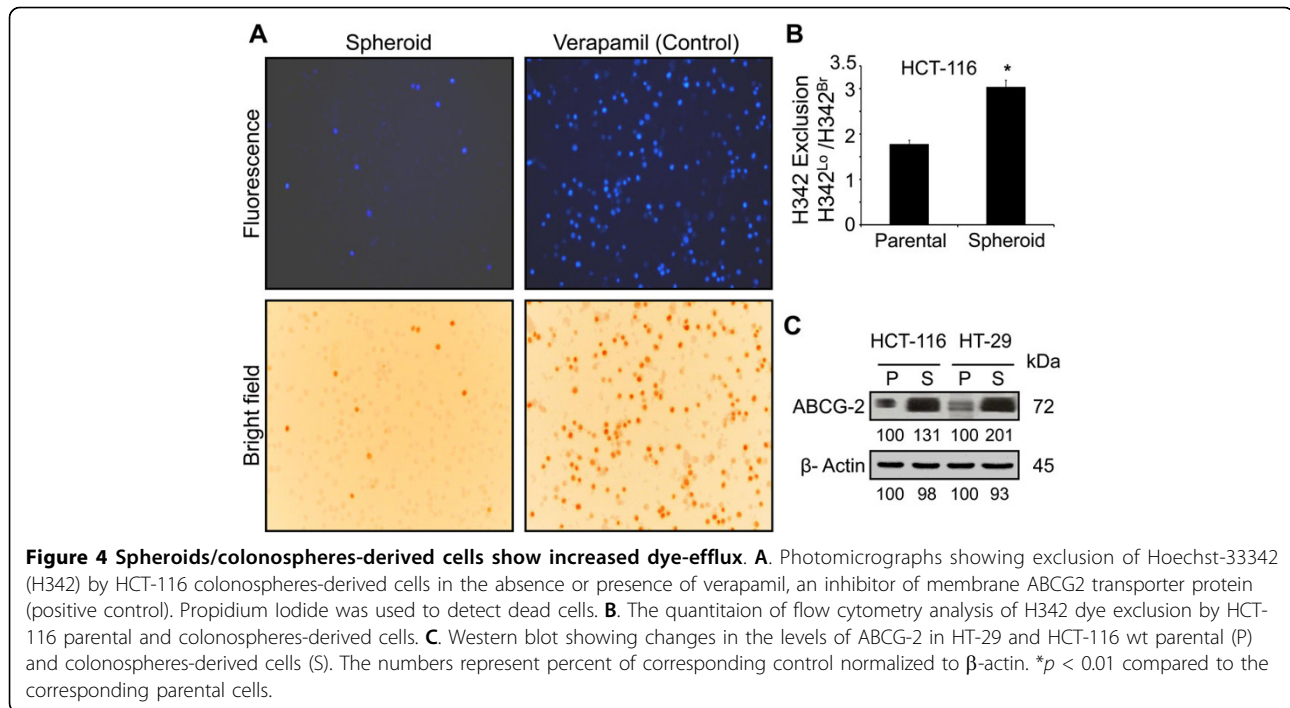 A
Spheroid
Verapamil (Control)
Fluorescence
Bright field
B
H342 Exclusion
H342Lo /H342Br
3.5
3
2
1
0
HCT-116
*
Parental
Spheroid
C
HCT-116 HT-29
kDa
P S P S
ABCG-2 72
100 131 100 201
β- Actin 45
100 98 100 93
Figure 4 Spheroids/colonospheres-derived cells show increased dye-efflux. A. Photomicrographs showing exclusion of Hoechst-33342
(H342) by HCT-116 colonospheres-derived cells in the absence or presence of verapamil, an inhibitor of membrane ABCG2 transporter protein
(positive control). Propidium Iodide was used to detect dead cells. B. The quantitaion of flow cytometry analysis of H342 dye exclusion by HCT-
116 parental and colonospheres-derived cells. C. Western blot showing changes in the levels of ABCG-2 in HT-29 and HCT-116 wt parental (P)
and colonospheres-derived cells (S). The numbers represent percent of corresponding control normalized to β-actin. *p < 0.01 compared to the
corresponding parental cells.